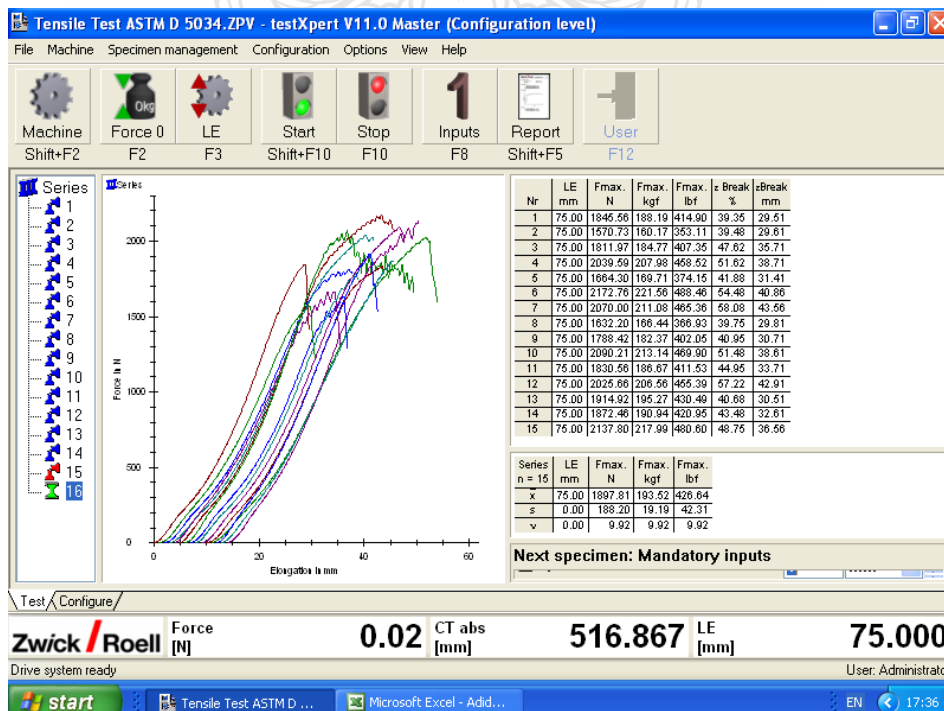 Tensile Test ASTM D 5034.ZPV - testXpert V11.0 Master (Configuration level)
File Machine Specimen management Configuration Options View Help
Okg
Machine Force 0 LE Start Stop Inputs Report User
Shift+F2 F2 F3 Shift+F10 F10 F8 Shift+F5 F12
Series
1
2
3
4
5
6
7
8
9
10
11
12
13
14
15
16
Series
Force in N
2000
1500
1000
500
0
0 20 40 60
Elongation in mm
LE Fmax. Fmax. Fmax. ε Break εBreak
Nr mm N kgf lbf % mm
1 75.00 1845.56 188.19 414.90 39.35 29.51
2 75.00 1570.73 160.17 353.11 39.48 29.61
3 75.00 1811.97 184.77 407.35 47.62 35.71
4 75.00 2039.59 207.98 458.52 51.62 38.71
5 75.00 1664.30 169.71 374.15 41.88 31.41
6 75.00 2172.76 221.56 488.46 54.48 40.86
7 75.00 2070.00 211.08 465.36 58.08 43.56
8 75.00 1632.20 166.44 366.93 39.75 29.81
9 75.00 1788.42 182.37 402.05 40.95 30.71
10 75.00 2090.21 213.14 469.90 51.48 38.61
11 75.00 1830.56 186.67 411.53 44.95 33.71
12 75.00 2025.66 206.56 455.39 57.22 42.91
13 75.00 1914.92 195.27 430.49 40.68 30.51
14 75.00 1872.46 190.94 420.95 43.48 32.61
15 75.00 2137.80 217.99 480.60 48.75 36.56
Series LE Fmax. Fmax. Fmax.
n = 15 mm N kgf lbf
x̄ 75.00 1897.81 193.52 426.64
s 0.00 188.20 19.19 42.31
v 0.00 9.92 9.92 9.92
Next specimen: Mandatory inputs
Test Configure
Zwick / Roell Force [N] 0.02 CT abs [mm] 516.867 LE [mm] 75.000
Drive system ready User: Administrato
start Tensile Test ASTM D ... Microsoft Excel - Adid... EN 17:36